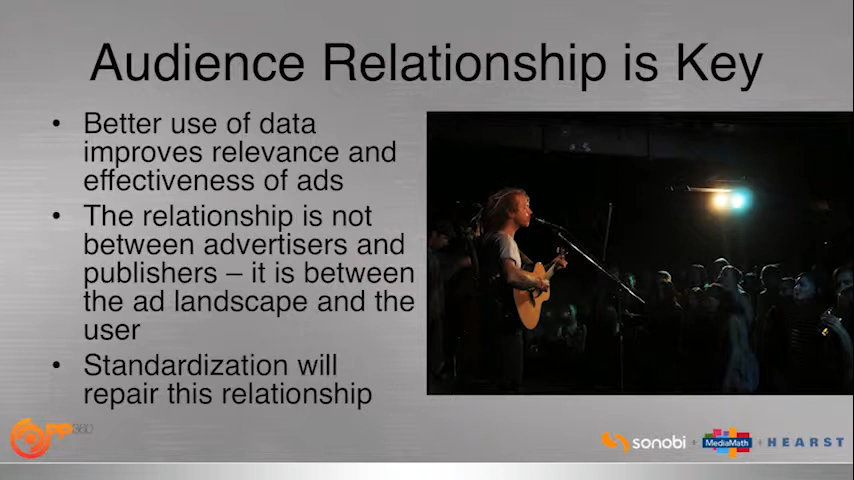 Audience Relationship is Key
• Better use of data
improves relevance and
effectiveness of ads
• The relationship is not
between advertisers and
publishers – it is between
the ad landscape and the
user
• Standardization will
repair this relationship
OPP360
sonobi + MediaMath + HEARST